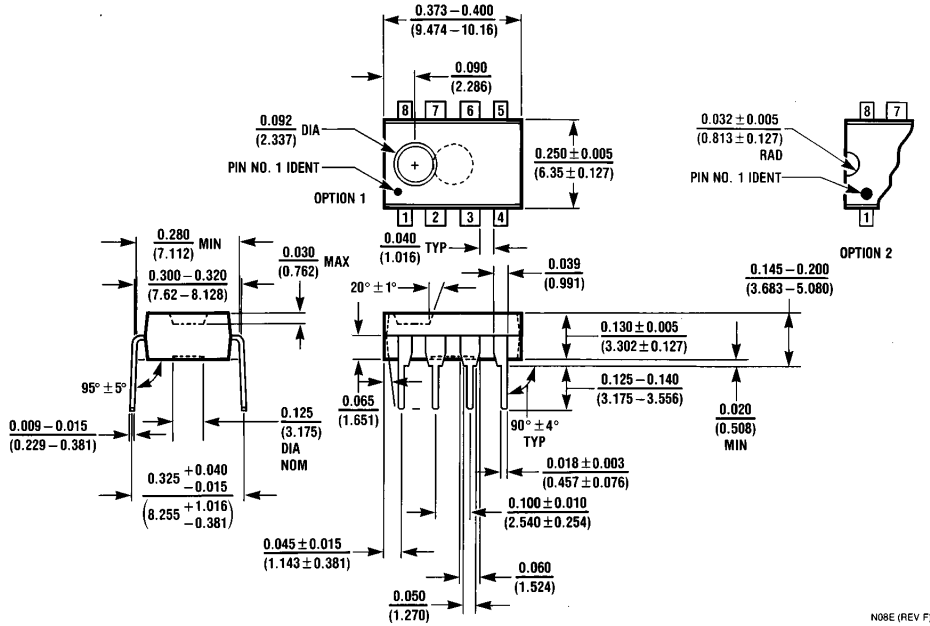 0.373 – 0.400
(9.474 – 10.16)
0.090
(2.286)
8 7 6 5
8 7
0.092 DIA
(2.337)
0.032 ± 0.005
(0.813 ± 0.127)
RAD
0.250 ± 0.005
(6.35 ± 0.127)
PIN NO. 1 IDENT
+
PIN NO. 1 IDENT
OPTION 1
1 2 3 4
1
OPTION 2
0.280 MIN
(7.112)
0.030 MAX
(0.762)
0.040 TYP
(1.016)
0.039
(0.991)
0.145 – 0.200
(3.683 – 5.080)
0.300 – 0.320
(7.62 – 8.128)
20° ± 1°
0.130 ± 0.005
(3.302 ± 0.127)
95° ± 5°
0.065
(1.651)
0.125 – 0.140
(3.175 – 3.556)
90° ± 4°
TYP
0.020
(0.508)
MIN
0.009 – 0.015
(0.229 – 0.381)
0.125
(3.175)
DIA
NOM
0.018 ± 0.003
(0.457 ± 0.076)
0.325 +0.040
–0.015
(8.255 +1.016
–0.381)
0.100 ± 0.010
(2.540 ± 0.254)
0.045 ± 0.015
(1.143 ± 0.381)
0.060
(1.524)
0.050
(1.270)
N08E (REV F)